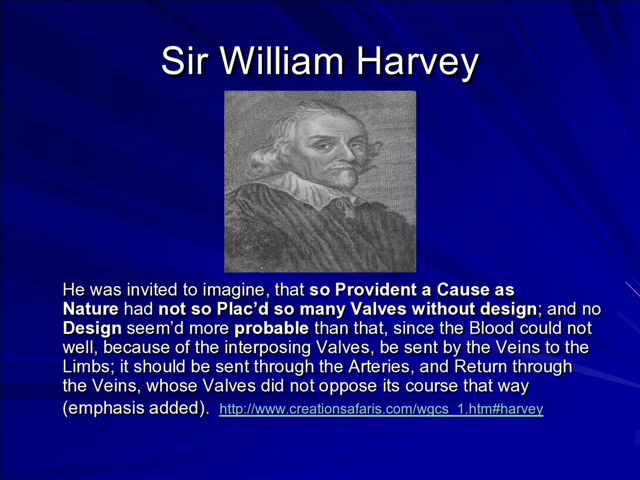 Sir William Harvey
He was invited to imagine, that so Provident a Cause as
Nature had not so Plac'd so many Valves without design; and no
Design seem'd more probable than that, since the Blood could not
well, because of the interposing Valves, be sent by the Veins to the
Limbs; it should be sent through the Arteries, and Return through
the Veins, whose Valves did not oppose its course that way
(emphasis added). http://www.creationsafaris.com/wgcs_1.htm#harvey